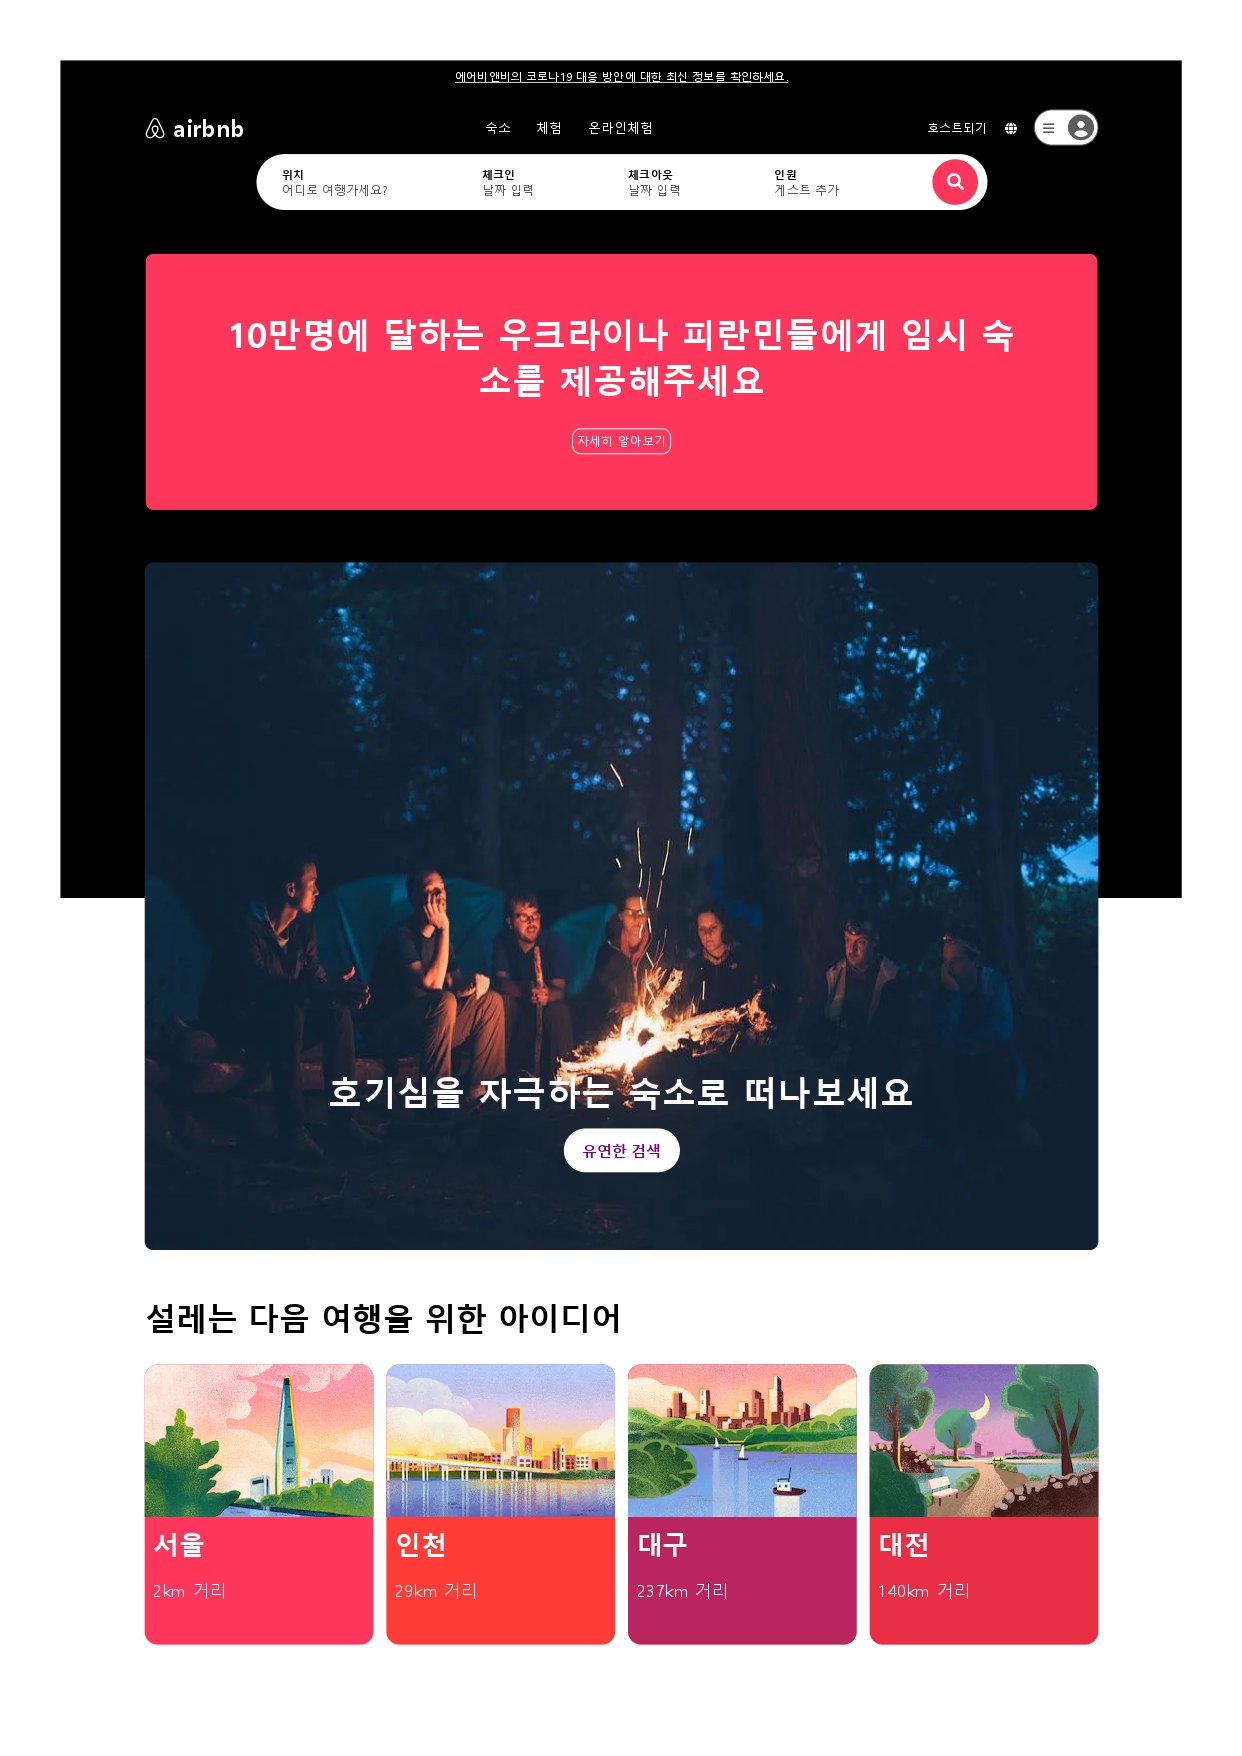 에어비앤비의 코로나19 대응 방안에 대한 최신 정보를 확인하세요.
airbnb
숙소 체험 온라인체험
호스트되기
위치 체크인 체크아웃 인원
어디로 여행가세요? 날짜 입력 날짜 입력 게스트 추가
10만명에 달하는 우크라이나 피란민들에게 임시 숙
소를 제공해주세요
자세히 알아보기
호기심을 자극하는 숙소로 떠나보세요
유연한 검색
설레는 다음 여행을 위한 아이디어
서울 인천 대구 대전
2km 거리 29km 거리 237km 거리 140km 거리